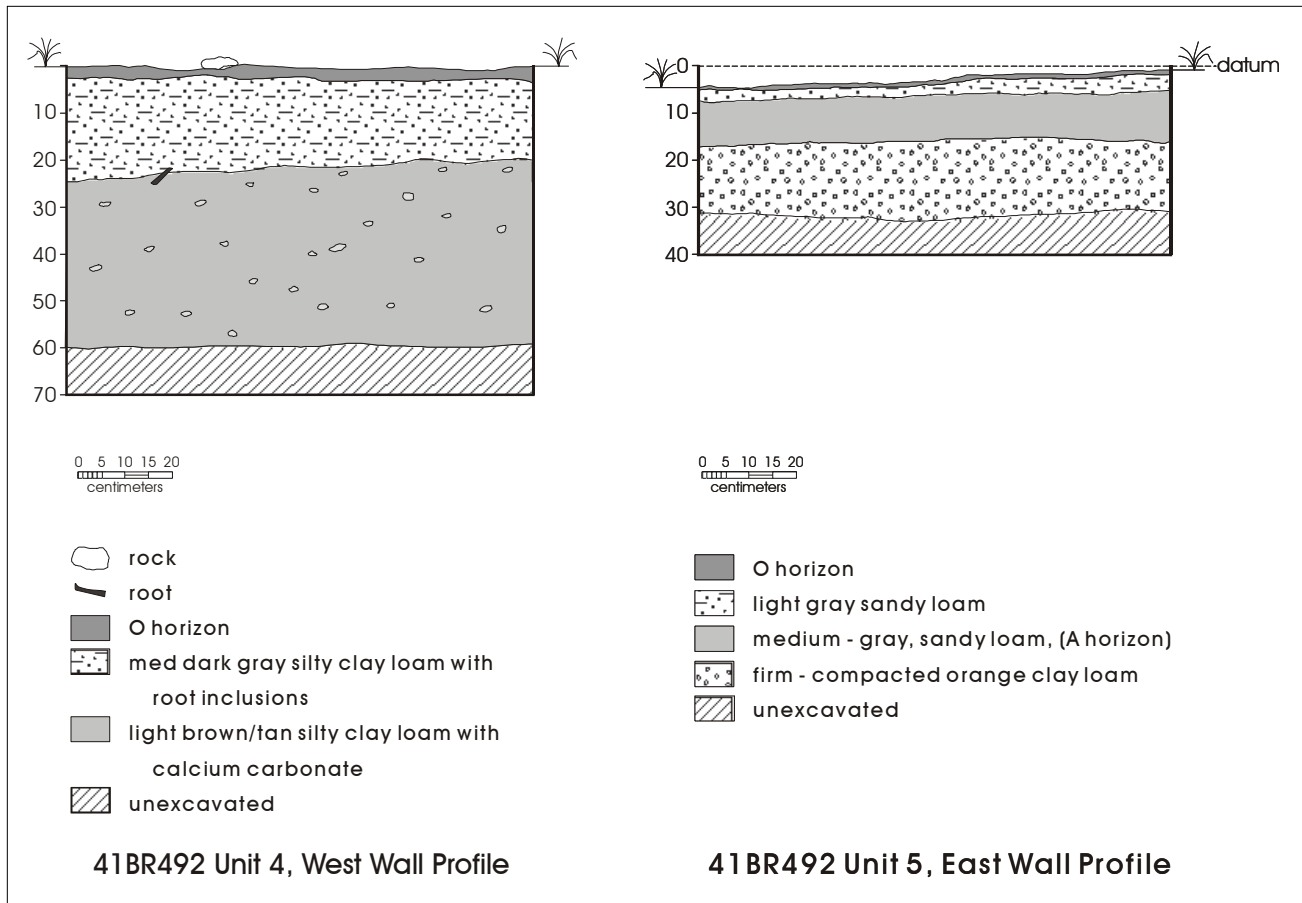 10
20
30
40
50
60
70
0 5 10 15 20
centimeters
rock
root
O horizon
med dark gray silty clay loam with
root inclusions
light brown/tan silty clay loam with
calcium carbonate
unexcavated
41BR492 Unit 4, West Wall Profile
0
datum
10
20
30
40
0 5 10 15 20
centimeters
O horizon
light gray sandy loam
medium - gray, sandy loam, (A horizon)
firm - compacted orange clay loam
unexcavated
41BR492 Unit 5, East Wall Profile